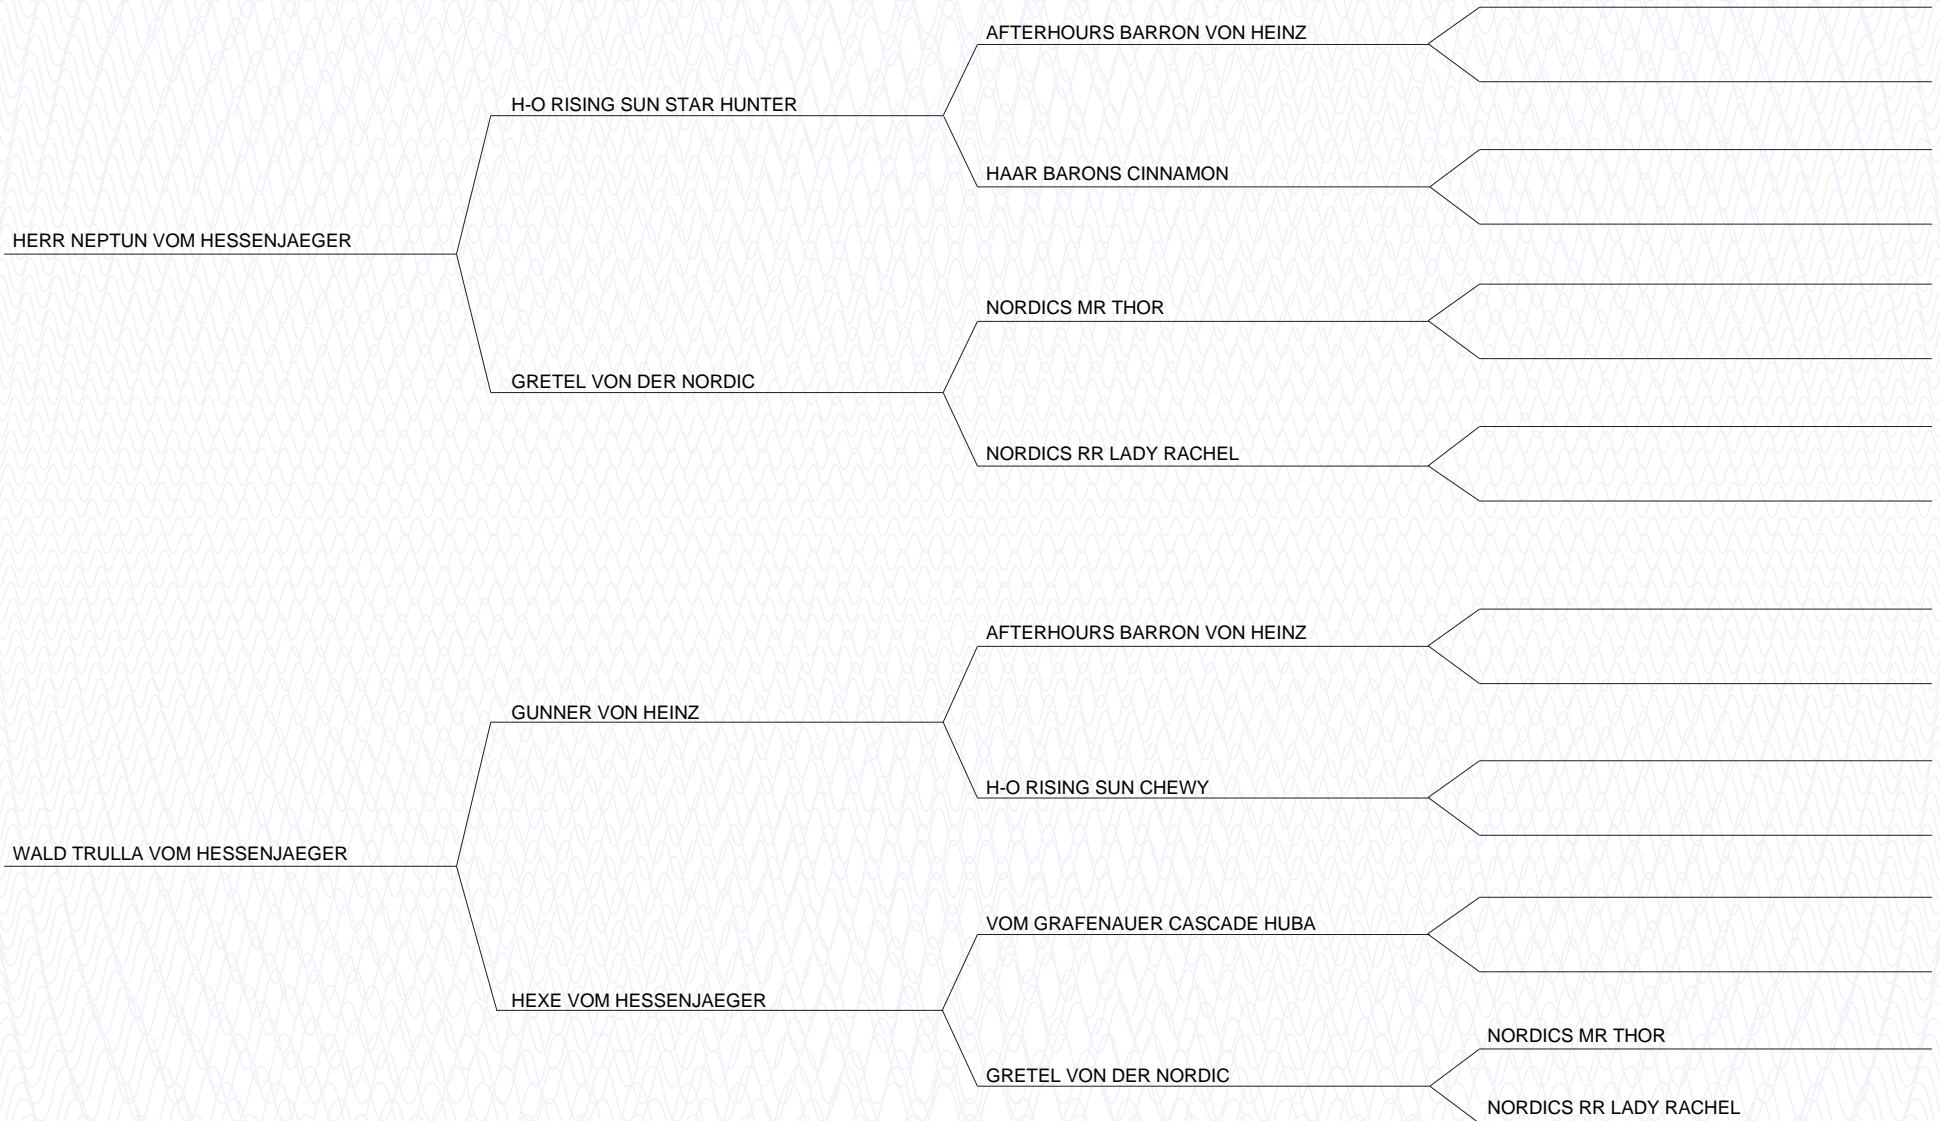 AFTERHOURS BARRON VON HEINZ
H-O RISING SUN STAR HUNTER
HAAR BARONS CINNAMON
HERR NEPTUN VOM HESSENJAEGER
NORDICS MR THOR
GRETEL VON DER NORDIC
NORDICS RR LADY RACHEL
AFTERHOURS BARRON VON HEINZ
GUNNER VON HEINZ
H-O RISING SUN CHEWY
WALD TRULLA VOM HESSENJAEGER
VOM GRAFENAUER CASCADE HUBA
HEXE VOM HESSENJAEGER
NORDICS MR THOR
GRETEL VON DER NORDIC
NORDICS RR LADY RACHEL